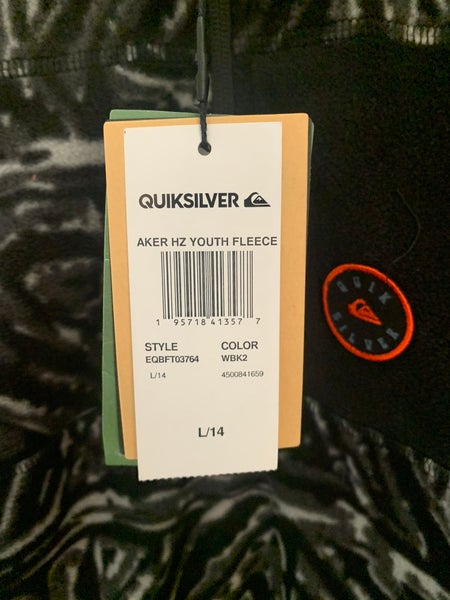 QUIKSILVER
AKER HZ YOUTH FLEECE
1 95718 41357 7
STYLE COLOR
EQBFT03764 WBK2
L/14 4500841659
L/14
QUIK
SILVER